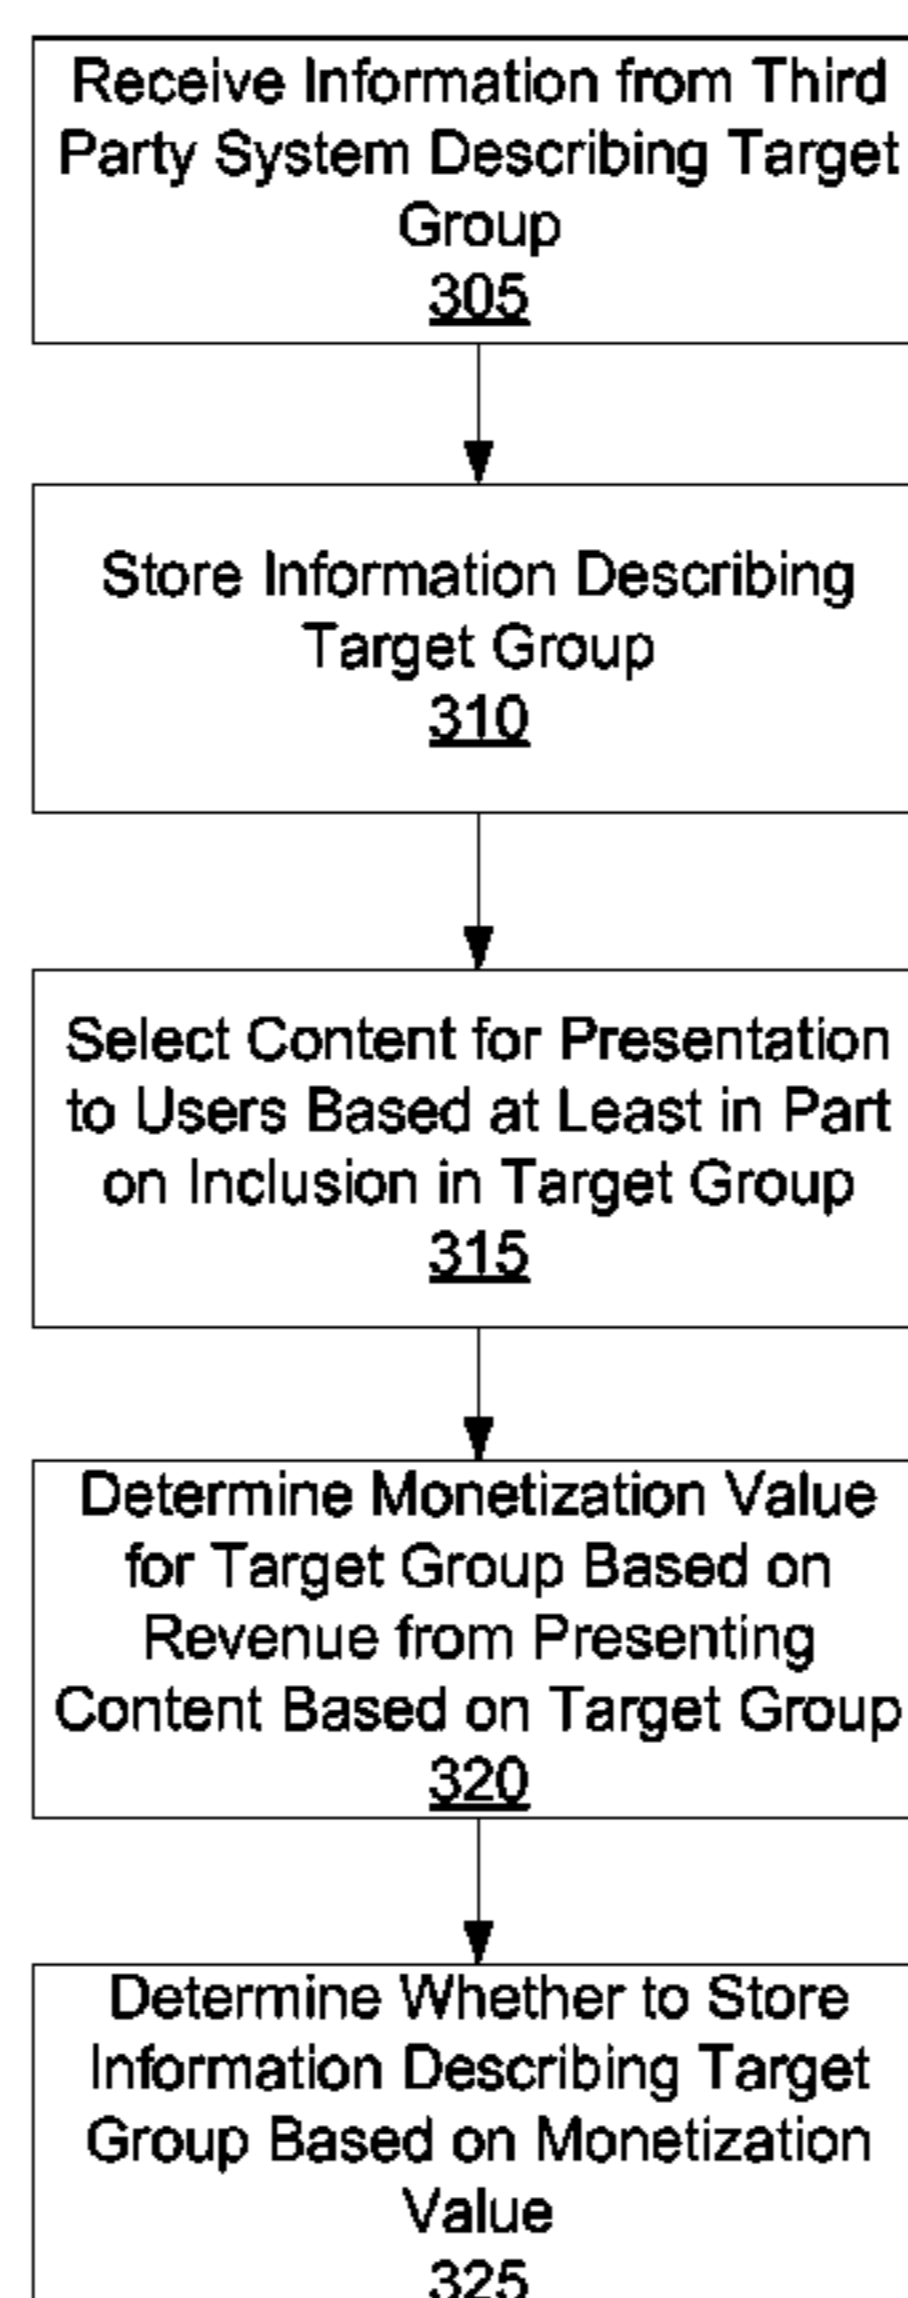 Receive Information from Third
Party System Describing Target
Group
305
Store Information Describing
Target Group
310
Select Content for Presentation
to Users Based at Least in Part
on Inclusion in Target Group
315
Determine Monetization Value
for Target Group Based on
Revenue from Presenting
Content Based on Target Group
320
Determine Whether to Store
Information Describing Target
Group Based on Monetization
Value
325